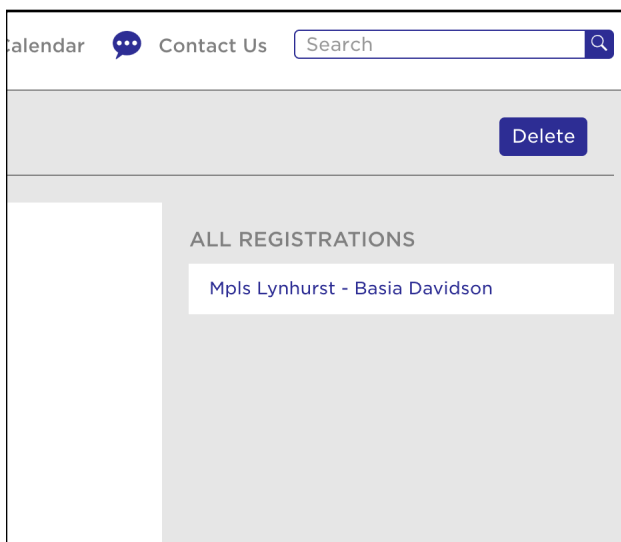 Calendar Contact Us Search
Delete
ALL REGISTRATIONS
Mpls Lynhurst - Basia Davidson